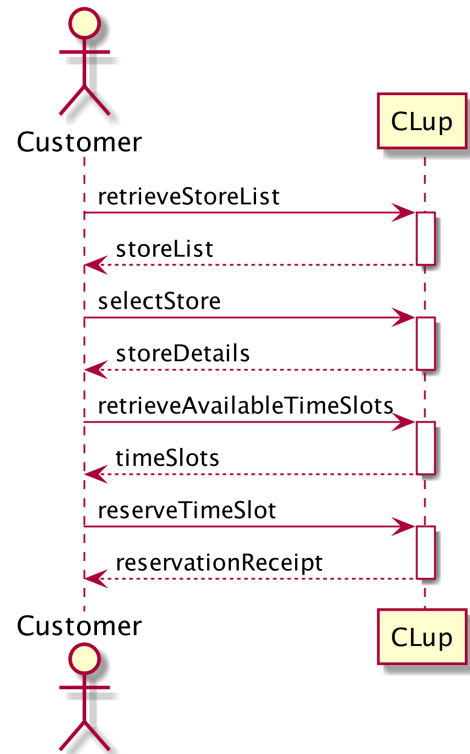 Customer
CLup
retrieveStoreList
storeList
selectStore
storeDetails
retrieveAvailableTimeSlots
timeSlots
reserveTimeSlot
reservationReceipt
Customer
CLup